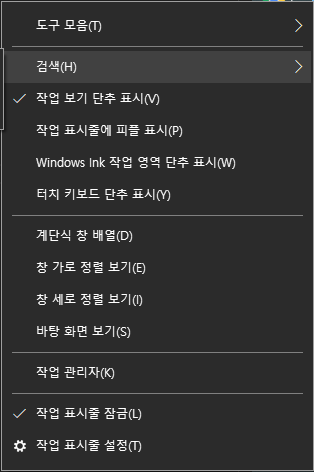 도구 모음(T)
검색(H)
작업 보기 단추 표시(V)
작업 표시줄에 피플 표시(P)
Windows Ink 작업 영역 단추 표시(W)
터치 키보드 단추 표시(Y)
계단식 창 배열(D)
창 가로 정렬 보기(E)
창 세로 정렬 보기(I)
바탕 화면 보기(S)
작업 관리자(K)
작업 표시줄 잠금(L)
작업 표시줄 설정(T)